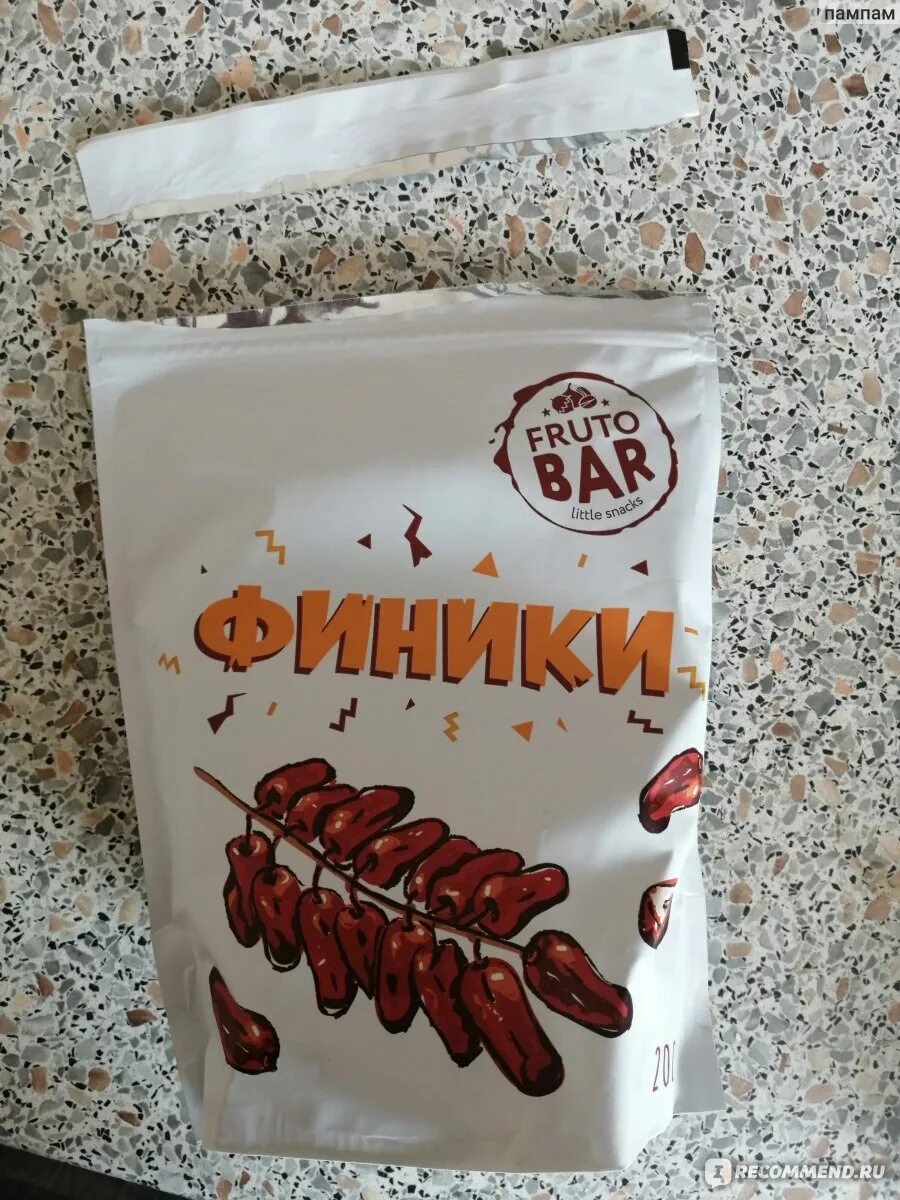 пампам
FRUTO
BAR
little snacks
ФИНИКИ
RECOMMEND.RU